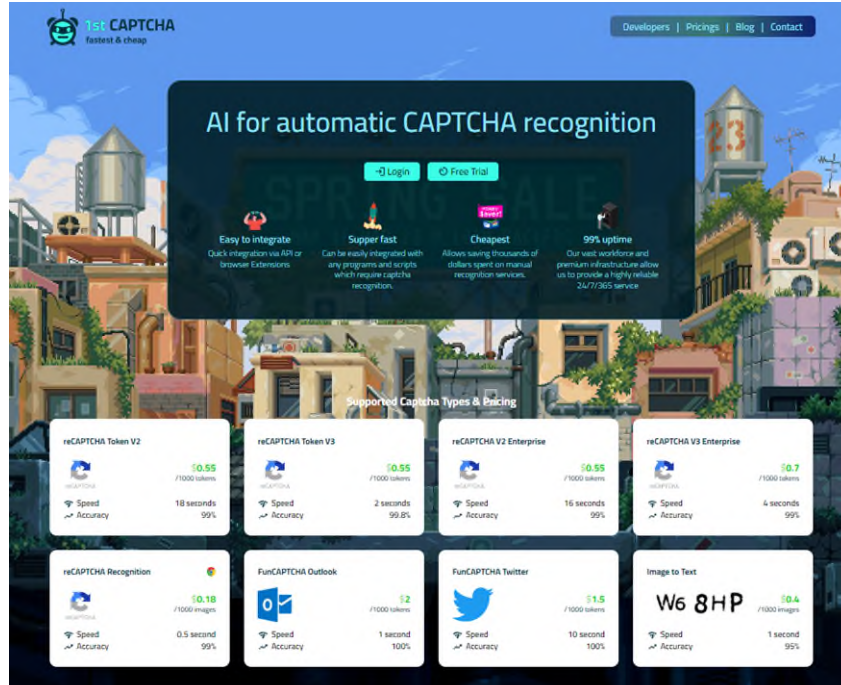 1st CAPTCHA
fastest & cheap
Developers | Pricings | Blog | Contact
AI for automatic CAPTCHA recognition
Login
Free Trial
Easy to integrate
Quick integration via API or
browser Extensions
Supper fast
Can be easily integrated with
any programs and scripts
which require captcha
recognition.
Cheapest
Allows saving thousands of
dollars spent on manual
recognition services.
99% uptime
Our vast workforce and
premium infrastructure allow
us to provide a highly reliable
24/7/365 service
23
Supported Captcha Types & Pricing
reCAPTCHA Token V2
reCAPTCHA
$0.55
/1000 tokens
Speed 18 seconds
Accuracy 99%
reCAPTCHA Token V3
reCAPTCHA
$0.55
/1000 tokens
Speed 2 seconds
Accuracy 99.8%
reCAPTCHA V2 Enterprise
reCAPTCHA
$0.55
/1000 tokens
Speed 16 seconds
Accuracy 99%
reCAPTCHA V3 Enterprise
reCAPTCHA
$0.7
/1000 tokens
Speed 4 seconds
Accuracy 99%
reCAPTCHA Recognition
reCAPTCHA
$0.18
/1000 images
Speed 0.5 second
Accuracy 99%
FunCAPTCHA Outlook
$2
/1000 tokens
Speed 1 second
Accuracy 100%
FunCAPTCHA Twitter
$1.5
/1000 tokens
Speed 10 second
Accuracy 100%
Image to Text
W6 8HP
$0.4
/1000 images
Speed 1 second
Accuracy 95%